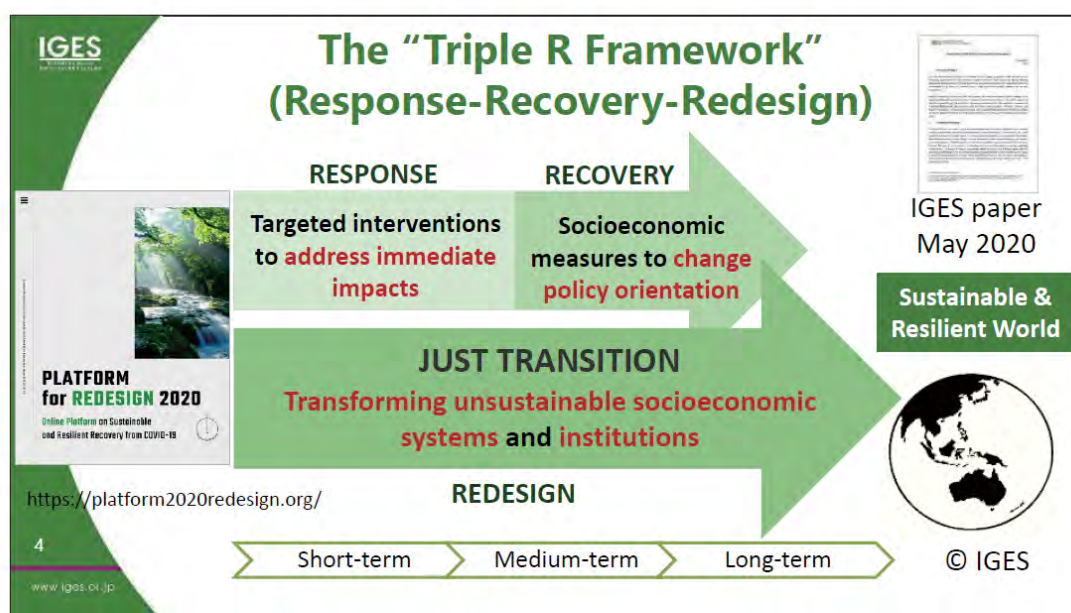 IGES
The “Triple R Framework”
(Response-Recovery-Redesign)
RESPONSE
RECOVERY
Targeted interventions
to address immediate
impacts
Socioeconomic
measures to change
policy orientation
IGES paper
May 2020
Sustainable &
Resilient World
PLATFORM
for REDESIGN 2020
Online Platform on Sustainable
and Resilient Recovery from COVID-19
JUST TRANSITION
Transforming unsustainable socioeconomic
systems and institutions
REDESIGN
https://platform2020redesign.org/
4
Short-term
Medium-term
Long-term
© IGES
www.iges.or.jp